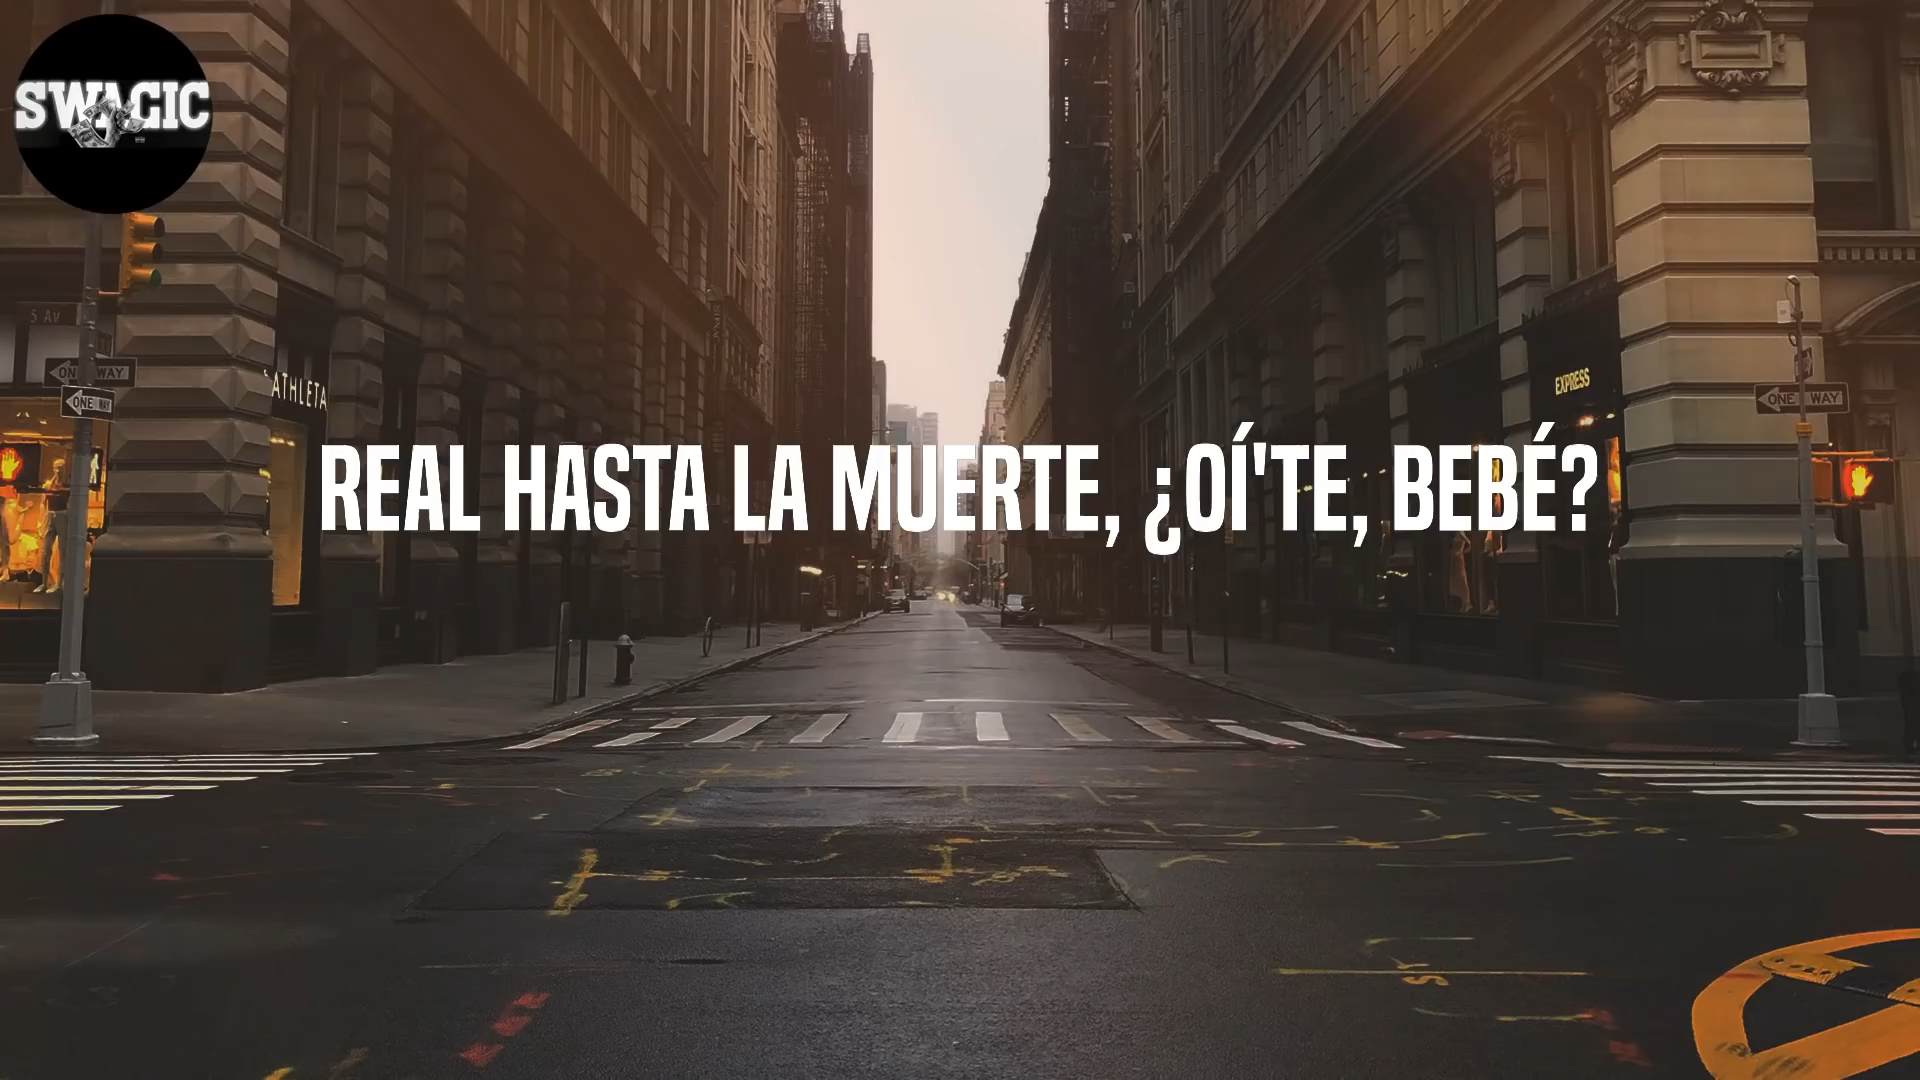 SWAGIC
5 Av
ONE WAY
ONE WAY
ATHLETA
EXPRESS
ONE WAY
REAL HASTA LA MUERTE, ¿OÍ'TE, BEBÉ?